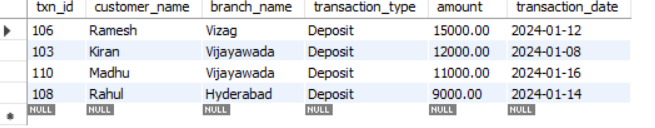 txn_id customer_name branch_name transaction_type amount transaction_date
106 Ramesh Vizag Deposit 15000.00 2024-01-12
103 Kiran Vijayawada Deposit 12000.00 2024-01-08
110 Madhu Vijayawada Deposit 11000.00 2024-01-16
108 Rahul Hyderabad Deposit 9000.00 2024-01-14
NULL NULL NULL NULL NULL NULL